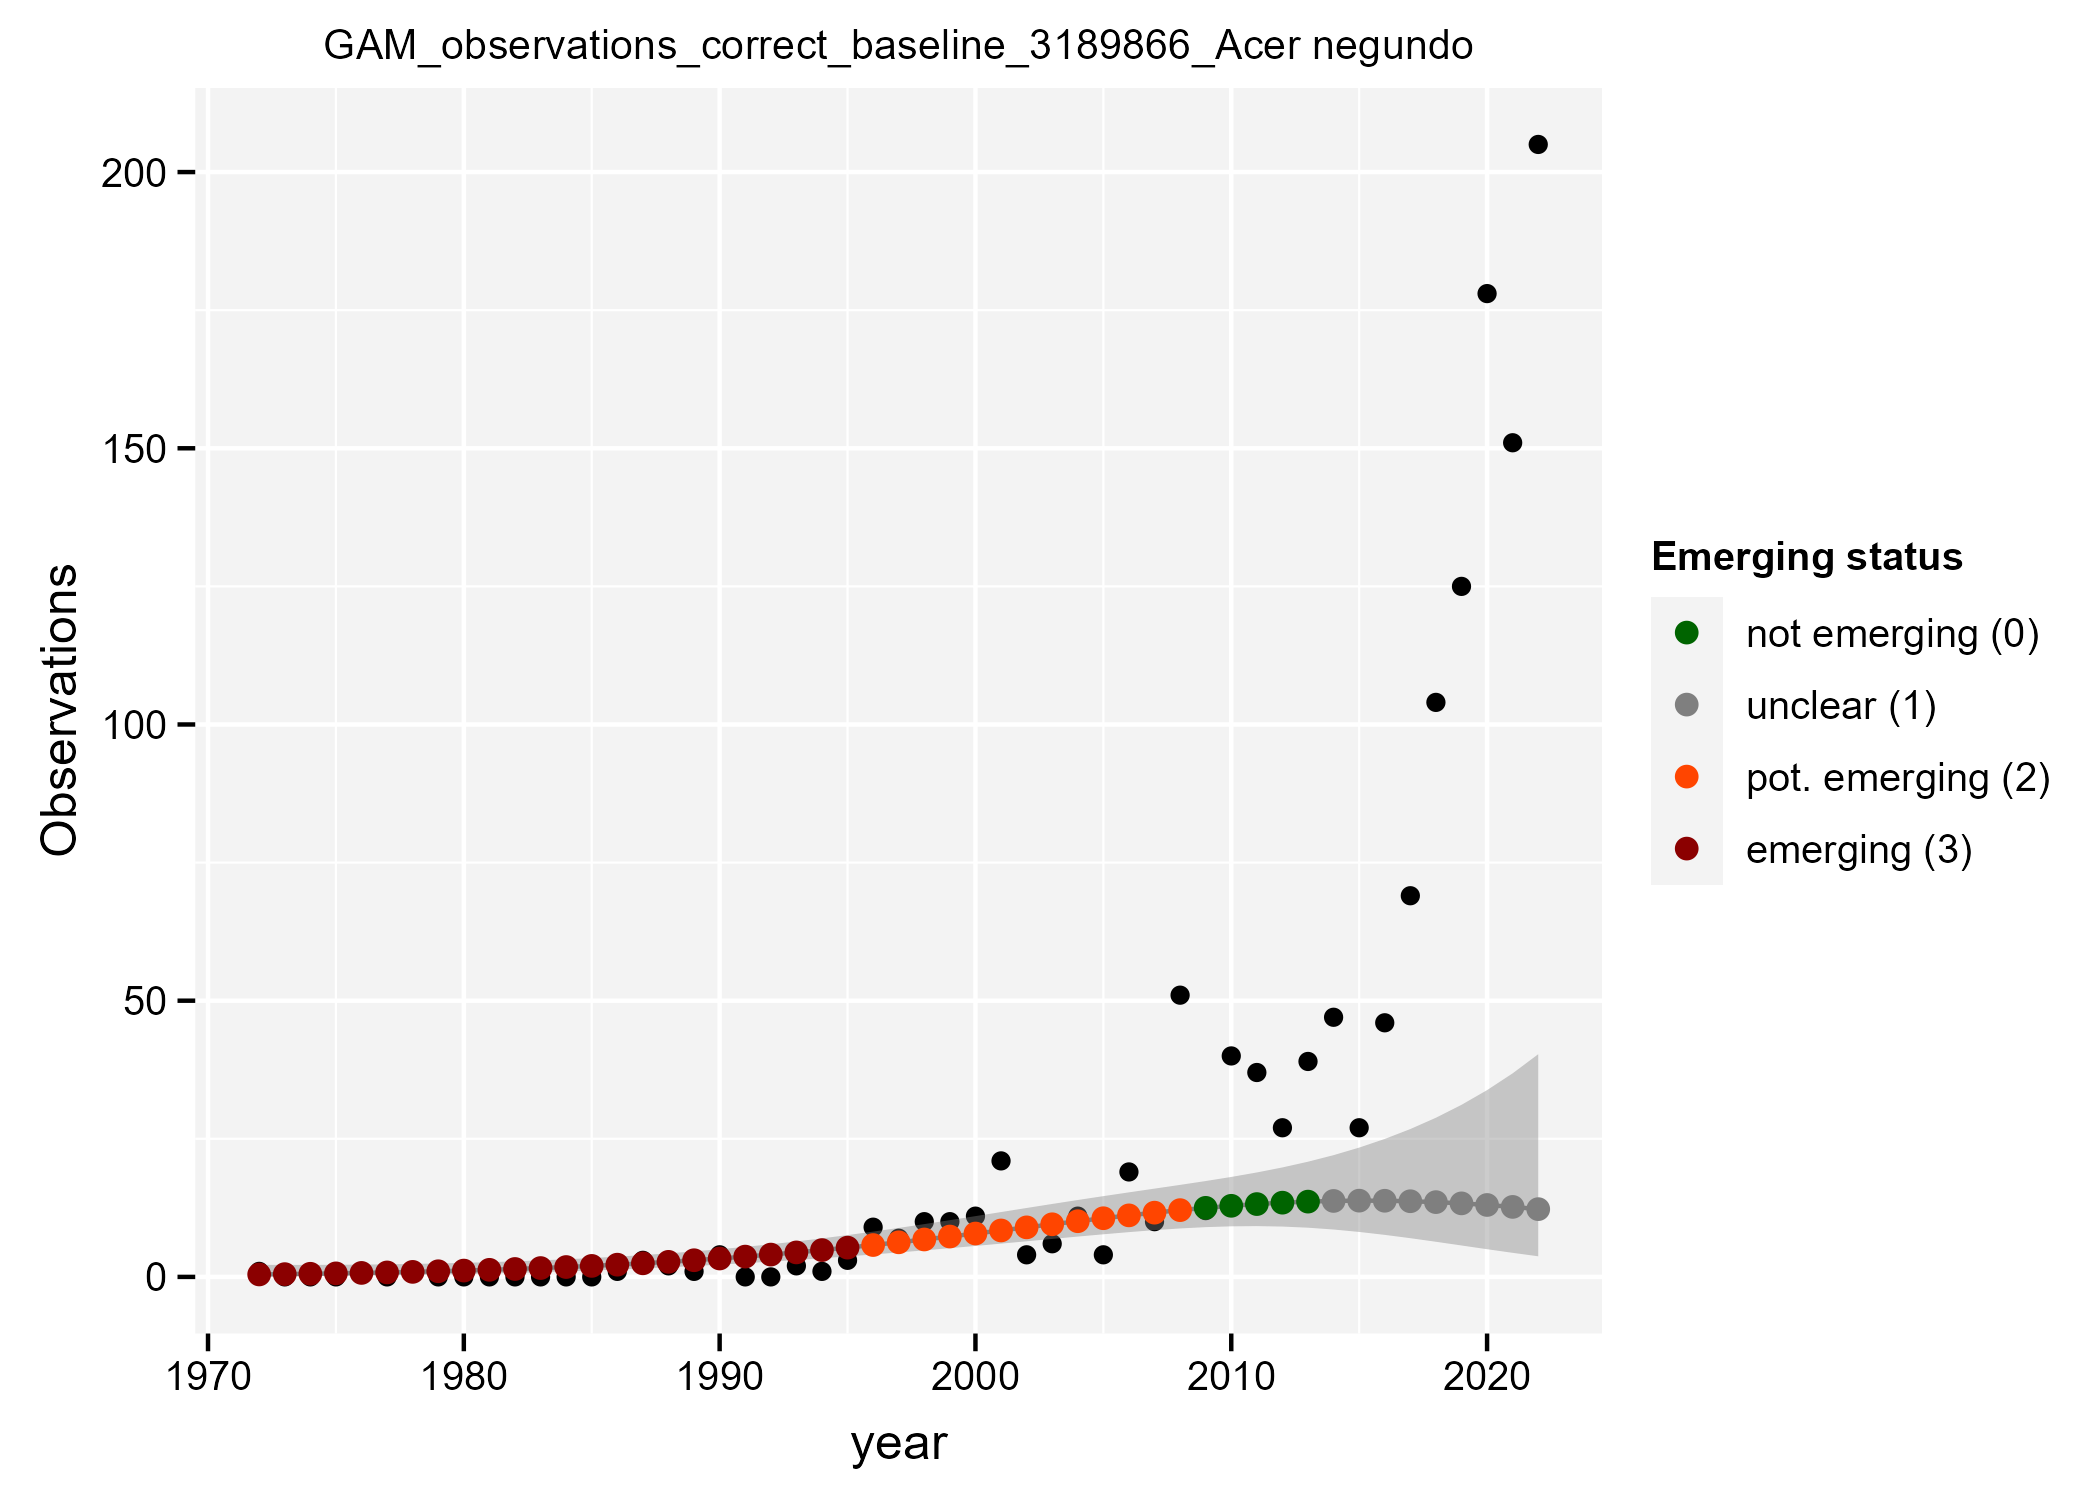 GAM_observations_correct_baseline_3189866_Acer negundo
Observations
200
150
100
50
0
1970 1980 1990 2000 2010 2020
year
Emerging status
not emerging (0)
unclear (1)
pot. emerging (2)
emerging (3)